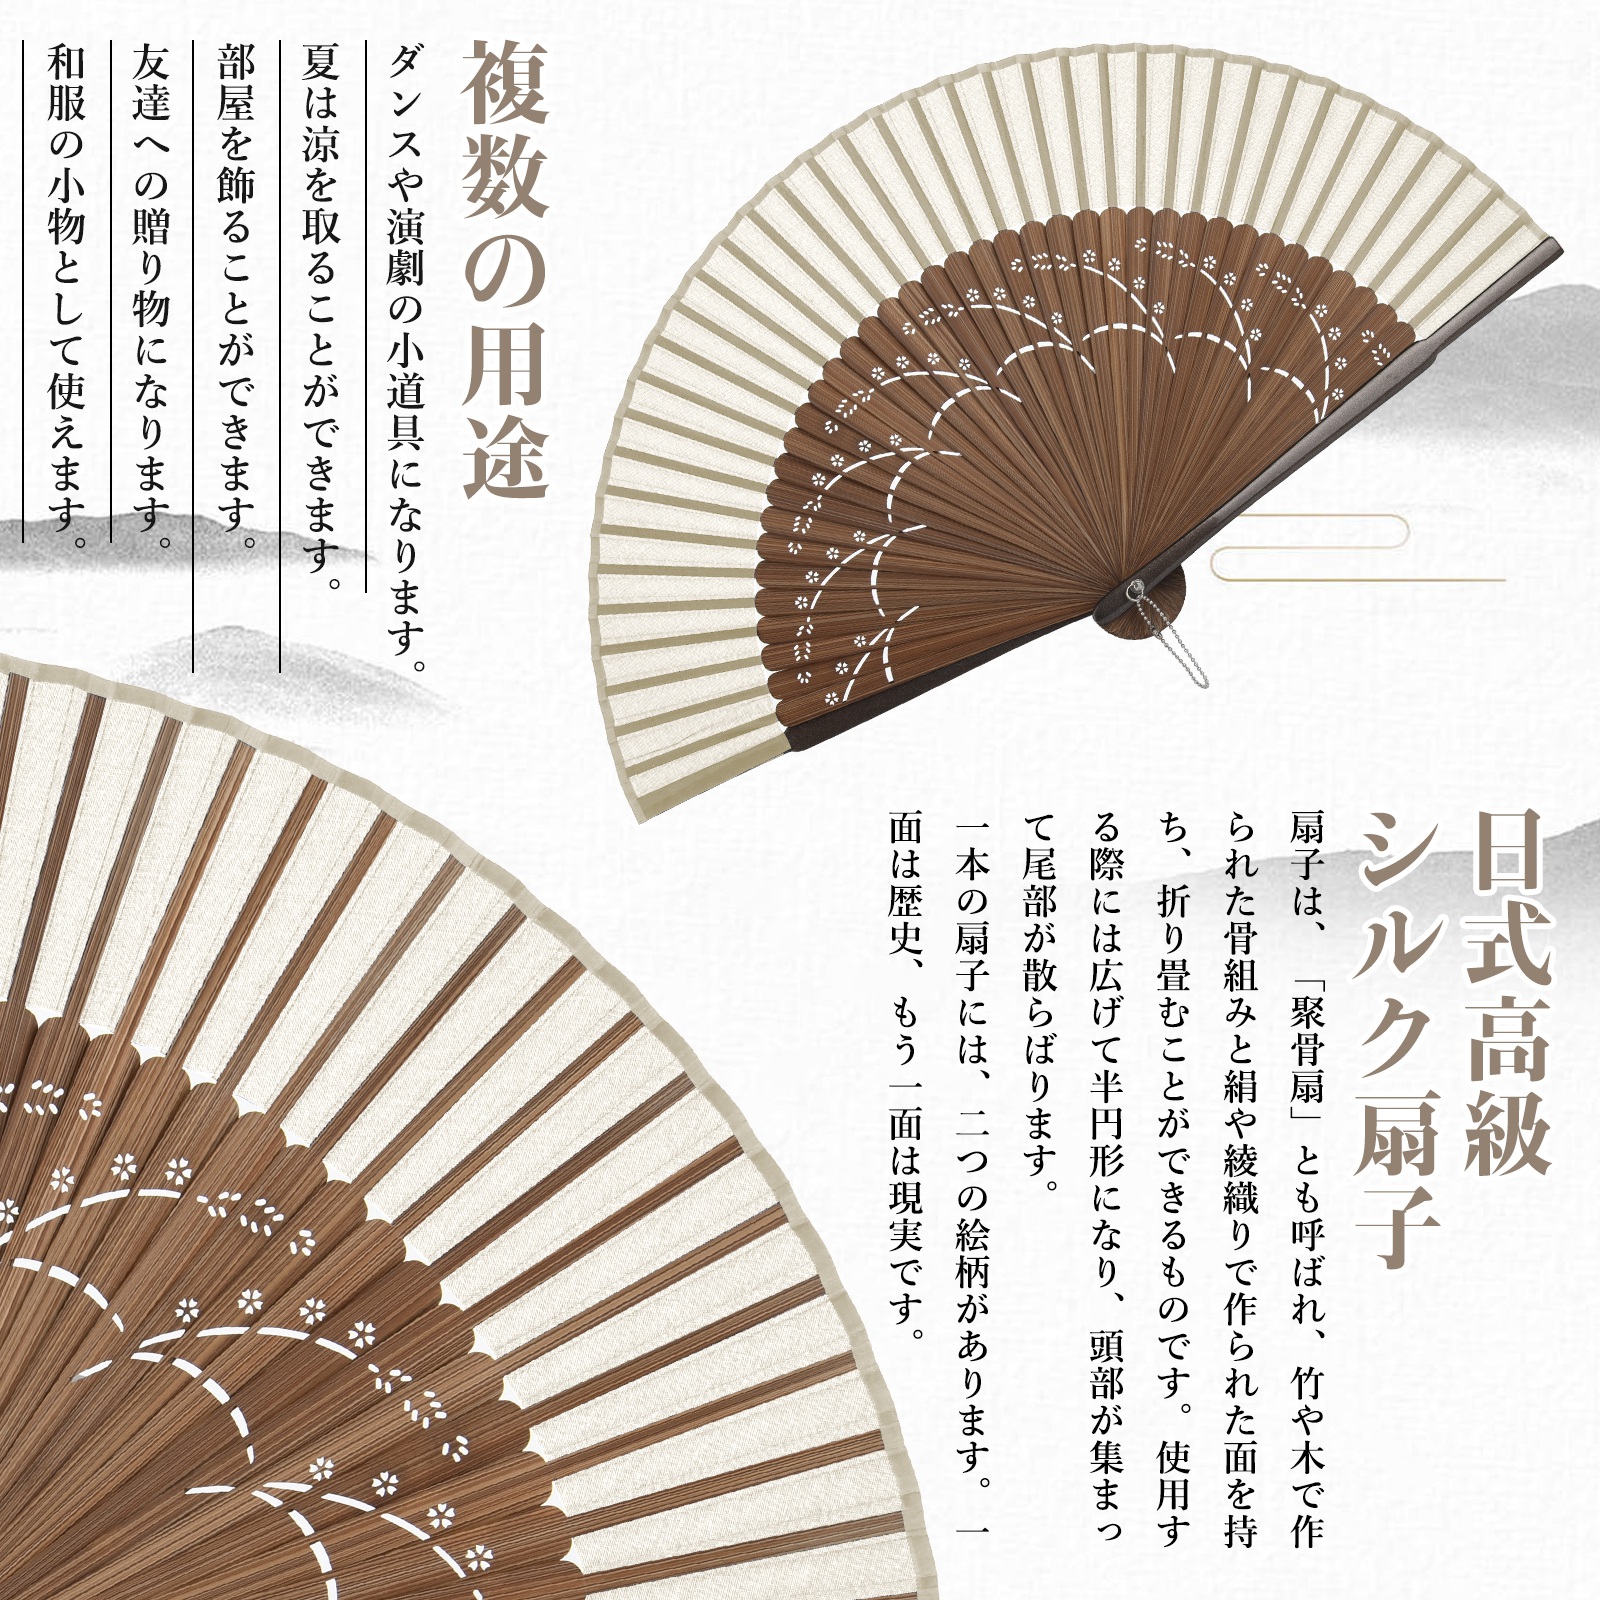 複数の用途
ダンスや演劇の小道具になります。
夏は涼を取ることができます。
部屋を飾ることができます。
友達への贈り物になります。
和服の小物として使えます。
日式高級
シルク扇子
扇子は、「聚骨扇」とも呼ばれ、竹や木で作
られた骨組みと絹や綾織りで作られた面を持
ち、折り畳むことができるものです。使用す
る際には広げて半円形になり、頭部が集まっ
て尾部が散らばります。
一本の扇子には、二つの絵柄があります。一
面は歴史、もう一面は現実です。